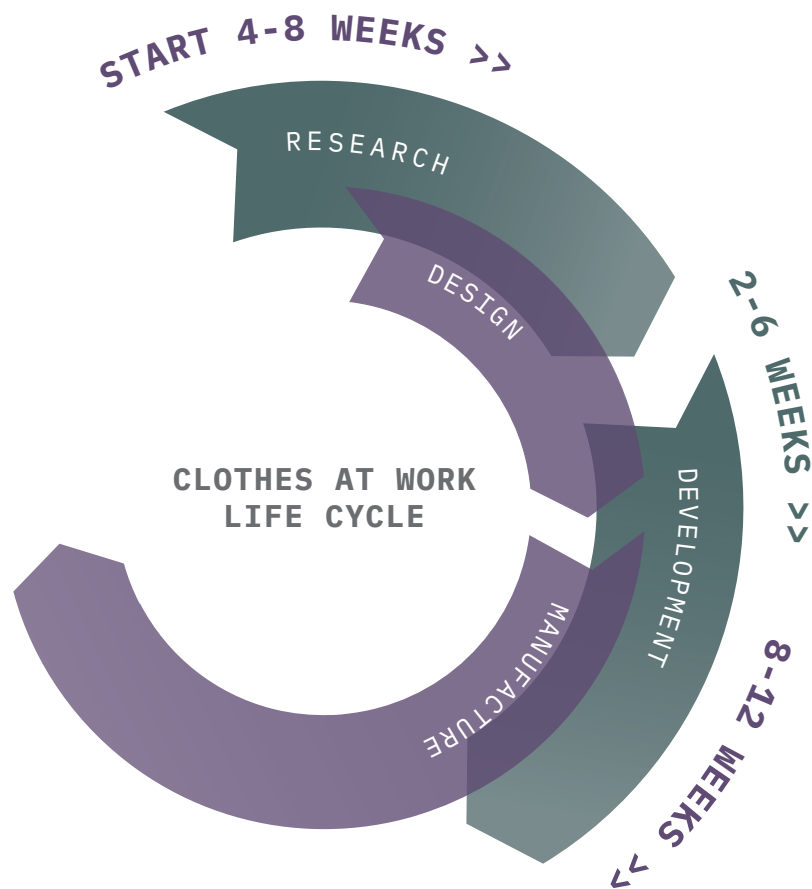 START 4-8 WEEKS >>
RESEARCH
DESIGN
2-6 WEEKS >>
CLOTHES AT WORK
LIFE CYCLE
DEVELOPMENT
MANUFACTURE
8-12 WEEKS >>